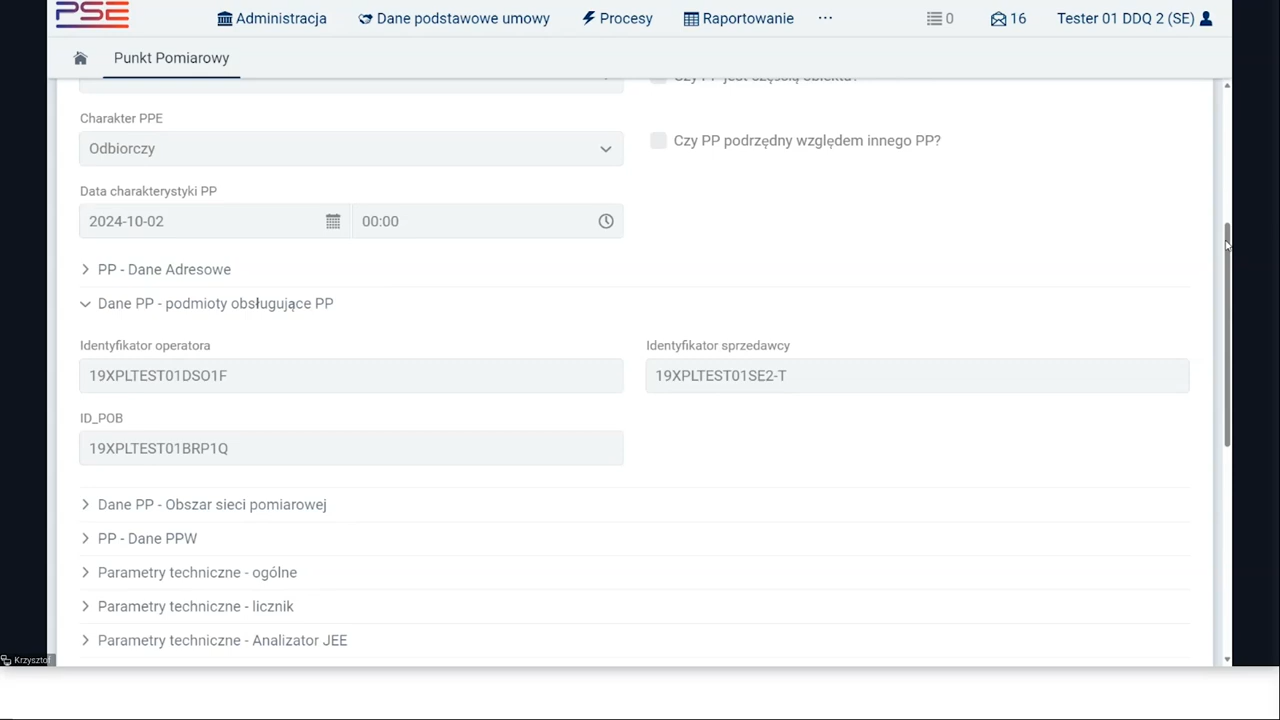 PSE
Administracja
Dane podstawowe umowy
Procesy
Raportowanie
...
0
16
Tester 01 DDQ 2 (SE)
Punkt Pomiarowy
Czy PP jest częścią obiektu?
Charakter PPE
Odbiorczy
Czy PP podrzędny względem innego PP?
Data charakterystyki PP
2024-10-02
00:00
PP - Dane Adresowe
Dane PP - podmioty obsługujące PP
Identyfikator operatora
Identyfikator sprzedawcy
19XPLTEST01DSO1F
19XPLTEST01SE2-T
ID_POB
19XPLTEST01BRP1Q
Dane PP - Obszar sieci pomiarowej
PP - Dane PPW
Parametry techniczne - ogólne
Parametry techniczne - licznik
Parametry techniczne - Analizator JEE
Krzysztof